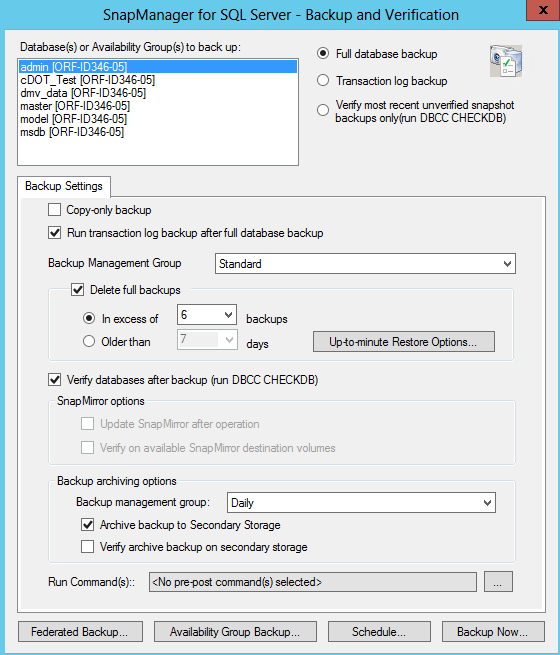 SnapManager for SQL Server - Backup and Verification
x
Database(s) or Availability Group(s) to back up:
admin [ORF-ID346-05]
cDOT_Test [ORF-ID346-05]
dmv_data [ORF-ID346-05]
master [ORF-ID346-05]
model [ORF-ID346-05]
msdb [ORF-ID346-05]
Full database backup
Transaction log backup
Verify most recent unverified snapshot
backups only(run DBCC CHECKDB)
Backup Settings
Copy-only backup
Run transaction log backup after full database backup
Backup Management Group Standard
Delete full backups
In excess of 6 backups
Older than 7 days Up-to-minute Restore Options...
Verify databases after backup (run DBCC CHECKDB)
SnapMirror options
Update SnapMirror after operation
Verify on available SnapMirror destination volumes
Backup archiving options
Backup management group: Daily
Archive backup to Secondary Storage
Verify archive backup on secondary storage
Run Command(s):: <No pre-post command(s) selected> ...
Federated Backup... Availability Group Backup... Schedule... Backup Now...